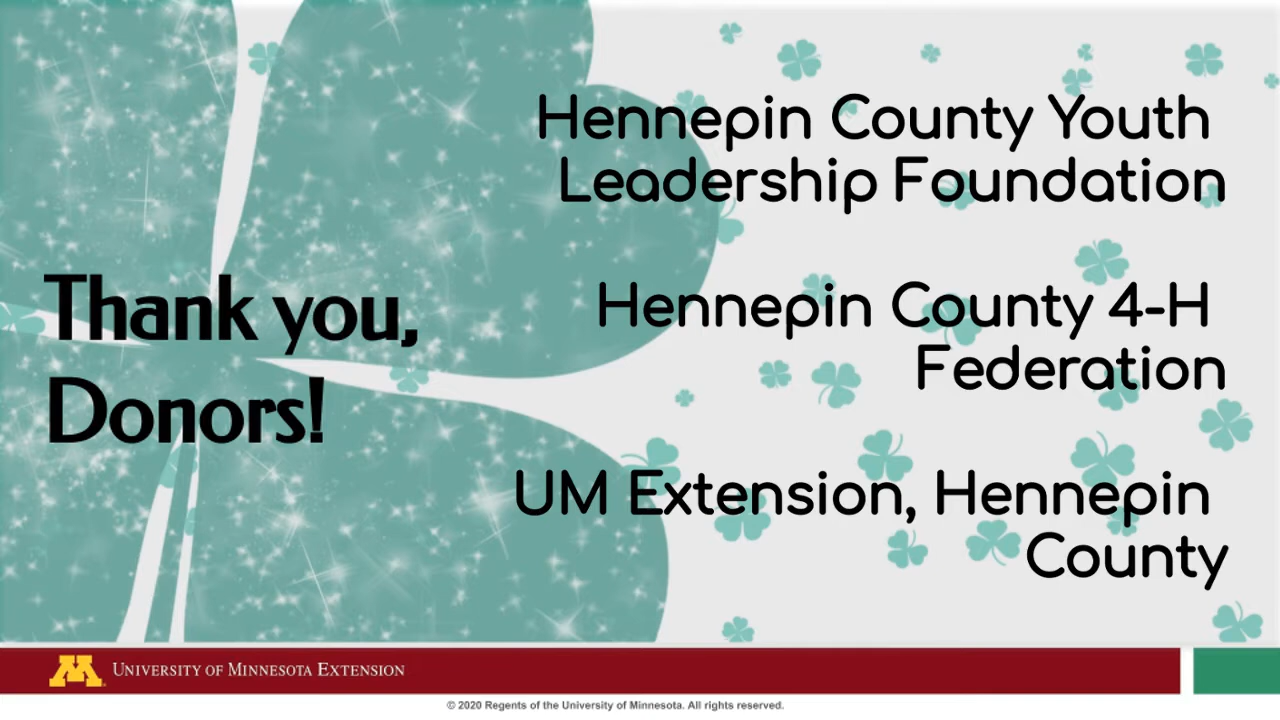 Thank you,
Donors!
Hennepin County Youth
Leadership Foundation
Hennepin County 4-H
Federation
UM Extension, Hennepin
County
M
UNIVERSITY OF MINNESOTA EXTENSION
© 2020 Regents of the University of Minnesota. All rights reserved.